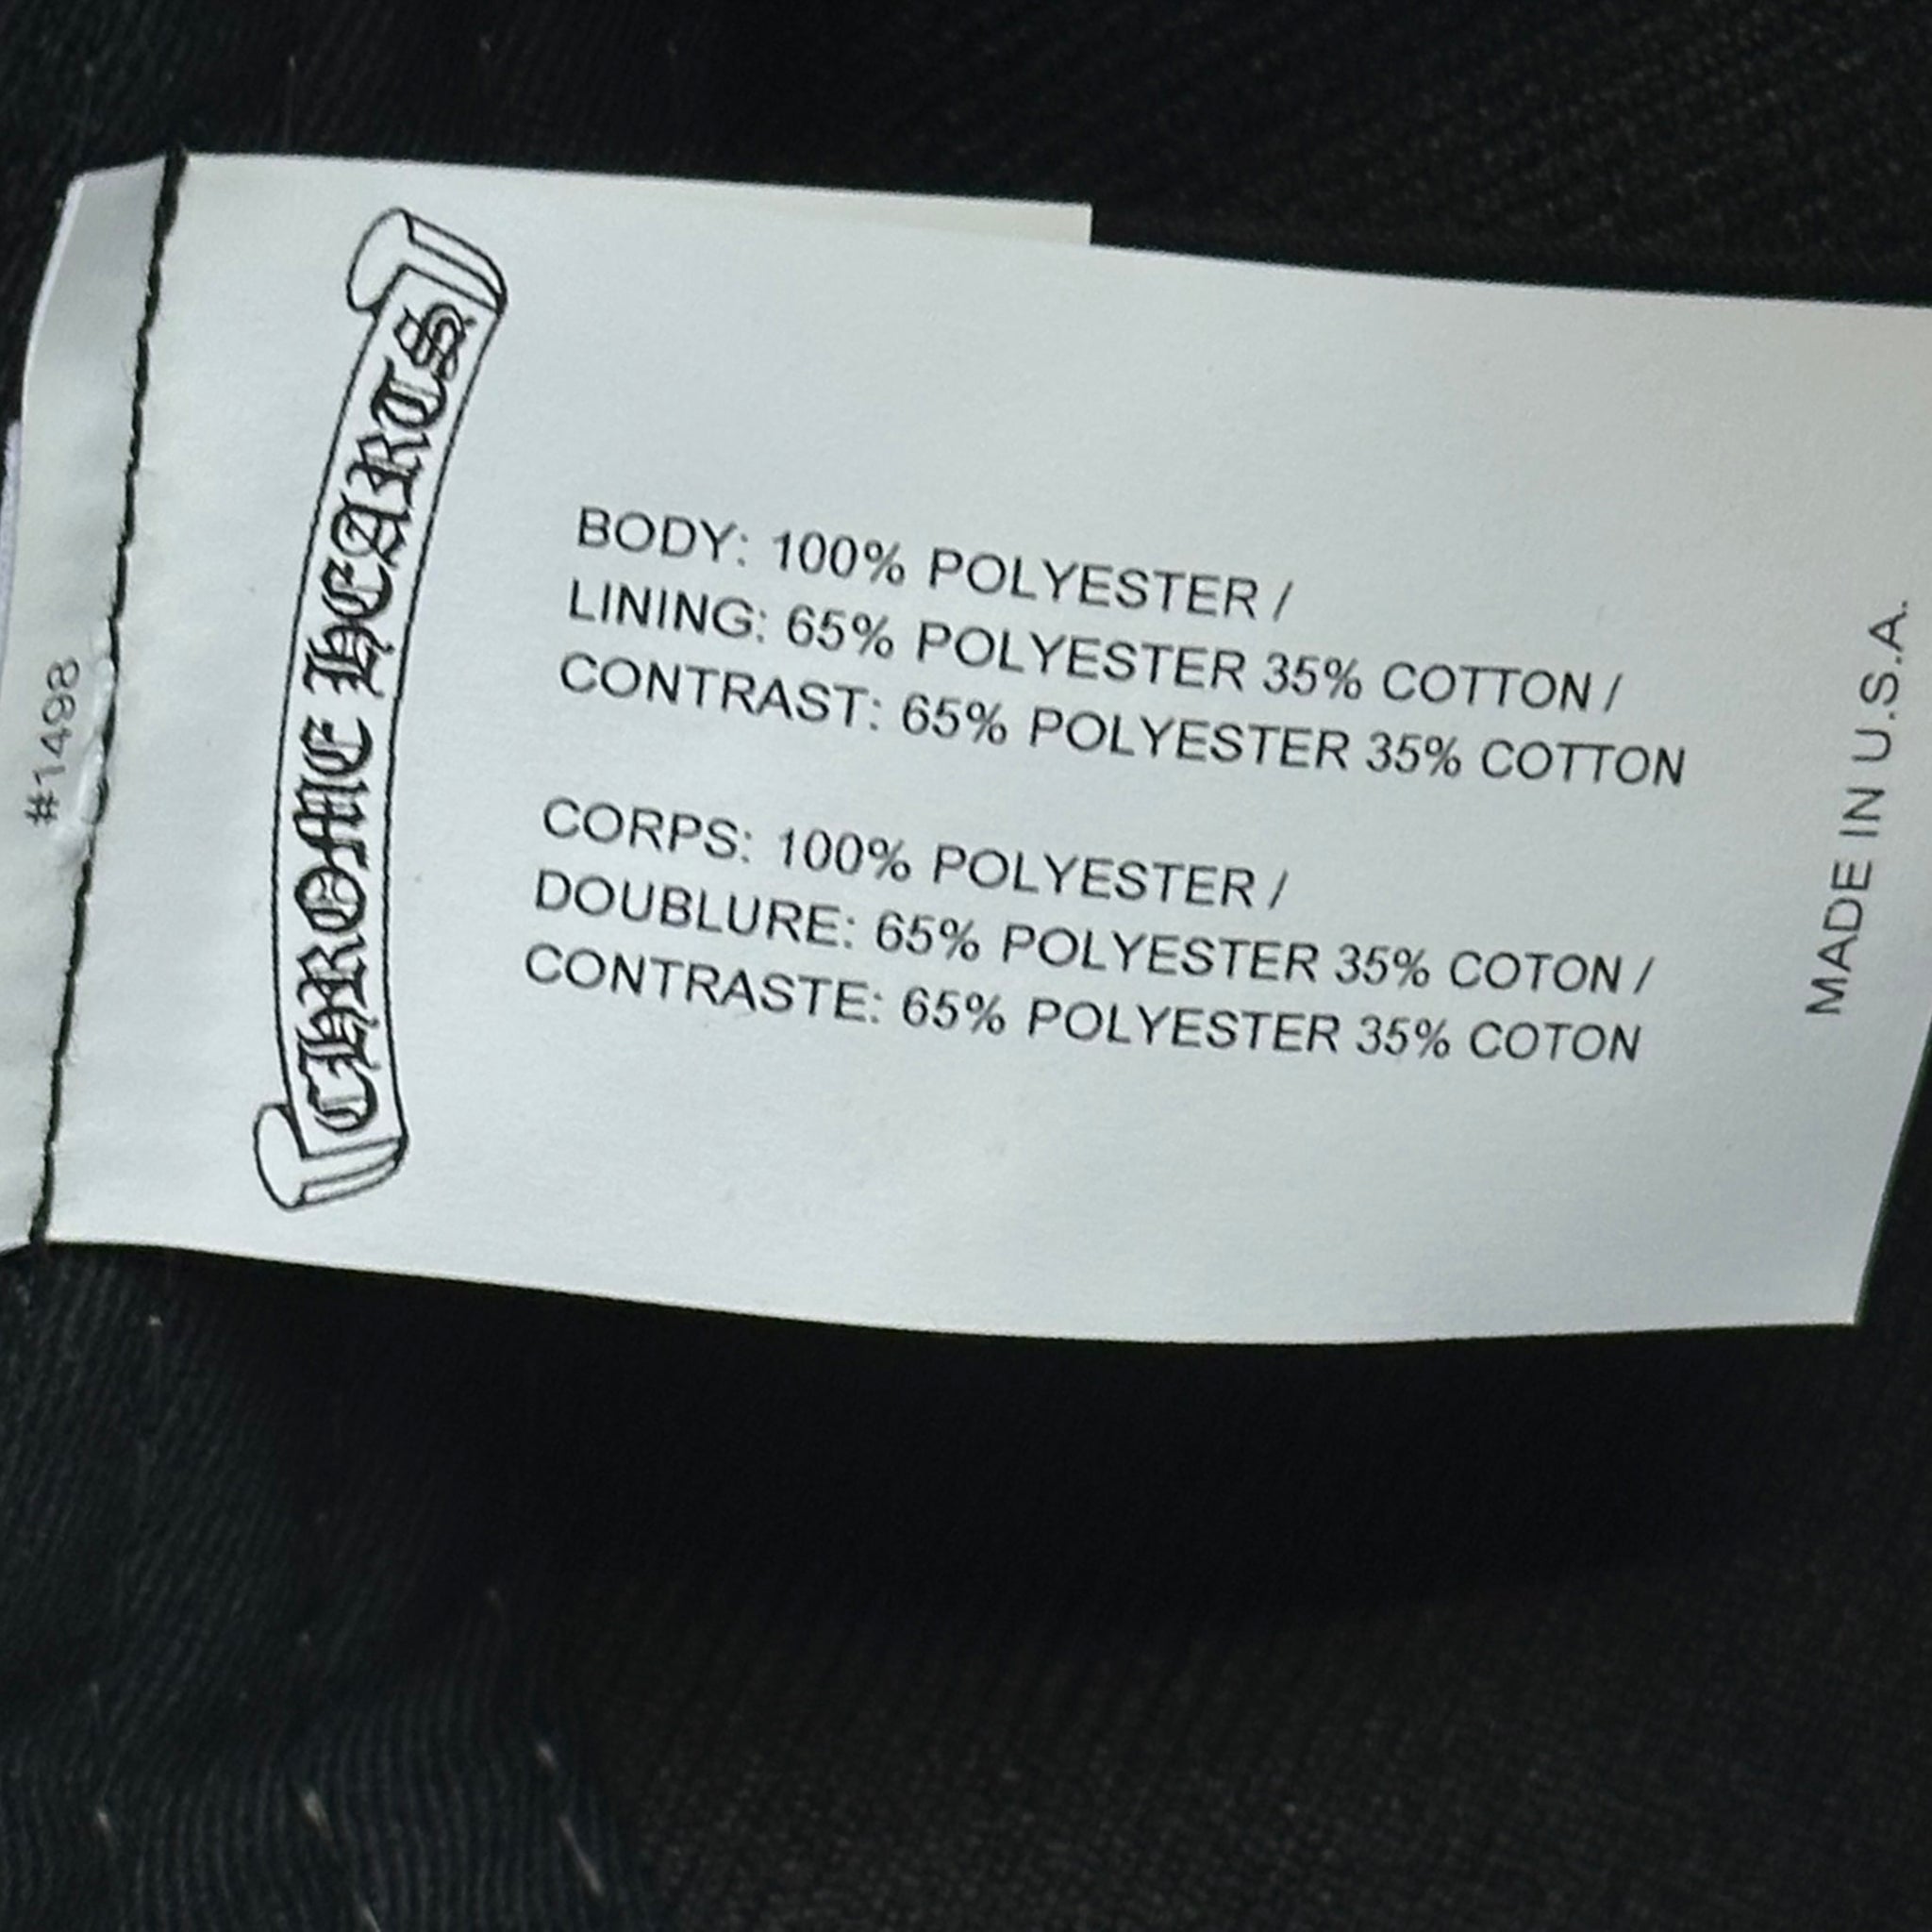 #1498
CHROME HEARTS
BODY: 100% POLYESTER /
LINING: 65% POLYESTER 35% COTTON /
CONTRAST: 65% POLYESTER 35% COTTON
CORPS: 100% POLYESTER /
DOUBLURE: 65% POLYESTER 35% COTON /
CONTRASTE: 65% POLYESTER 35% COTON
MADE IN U.S.A.